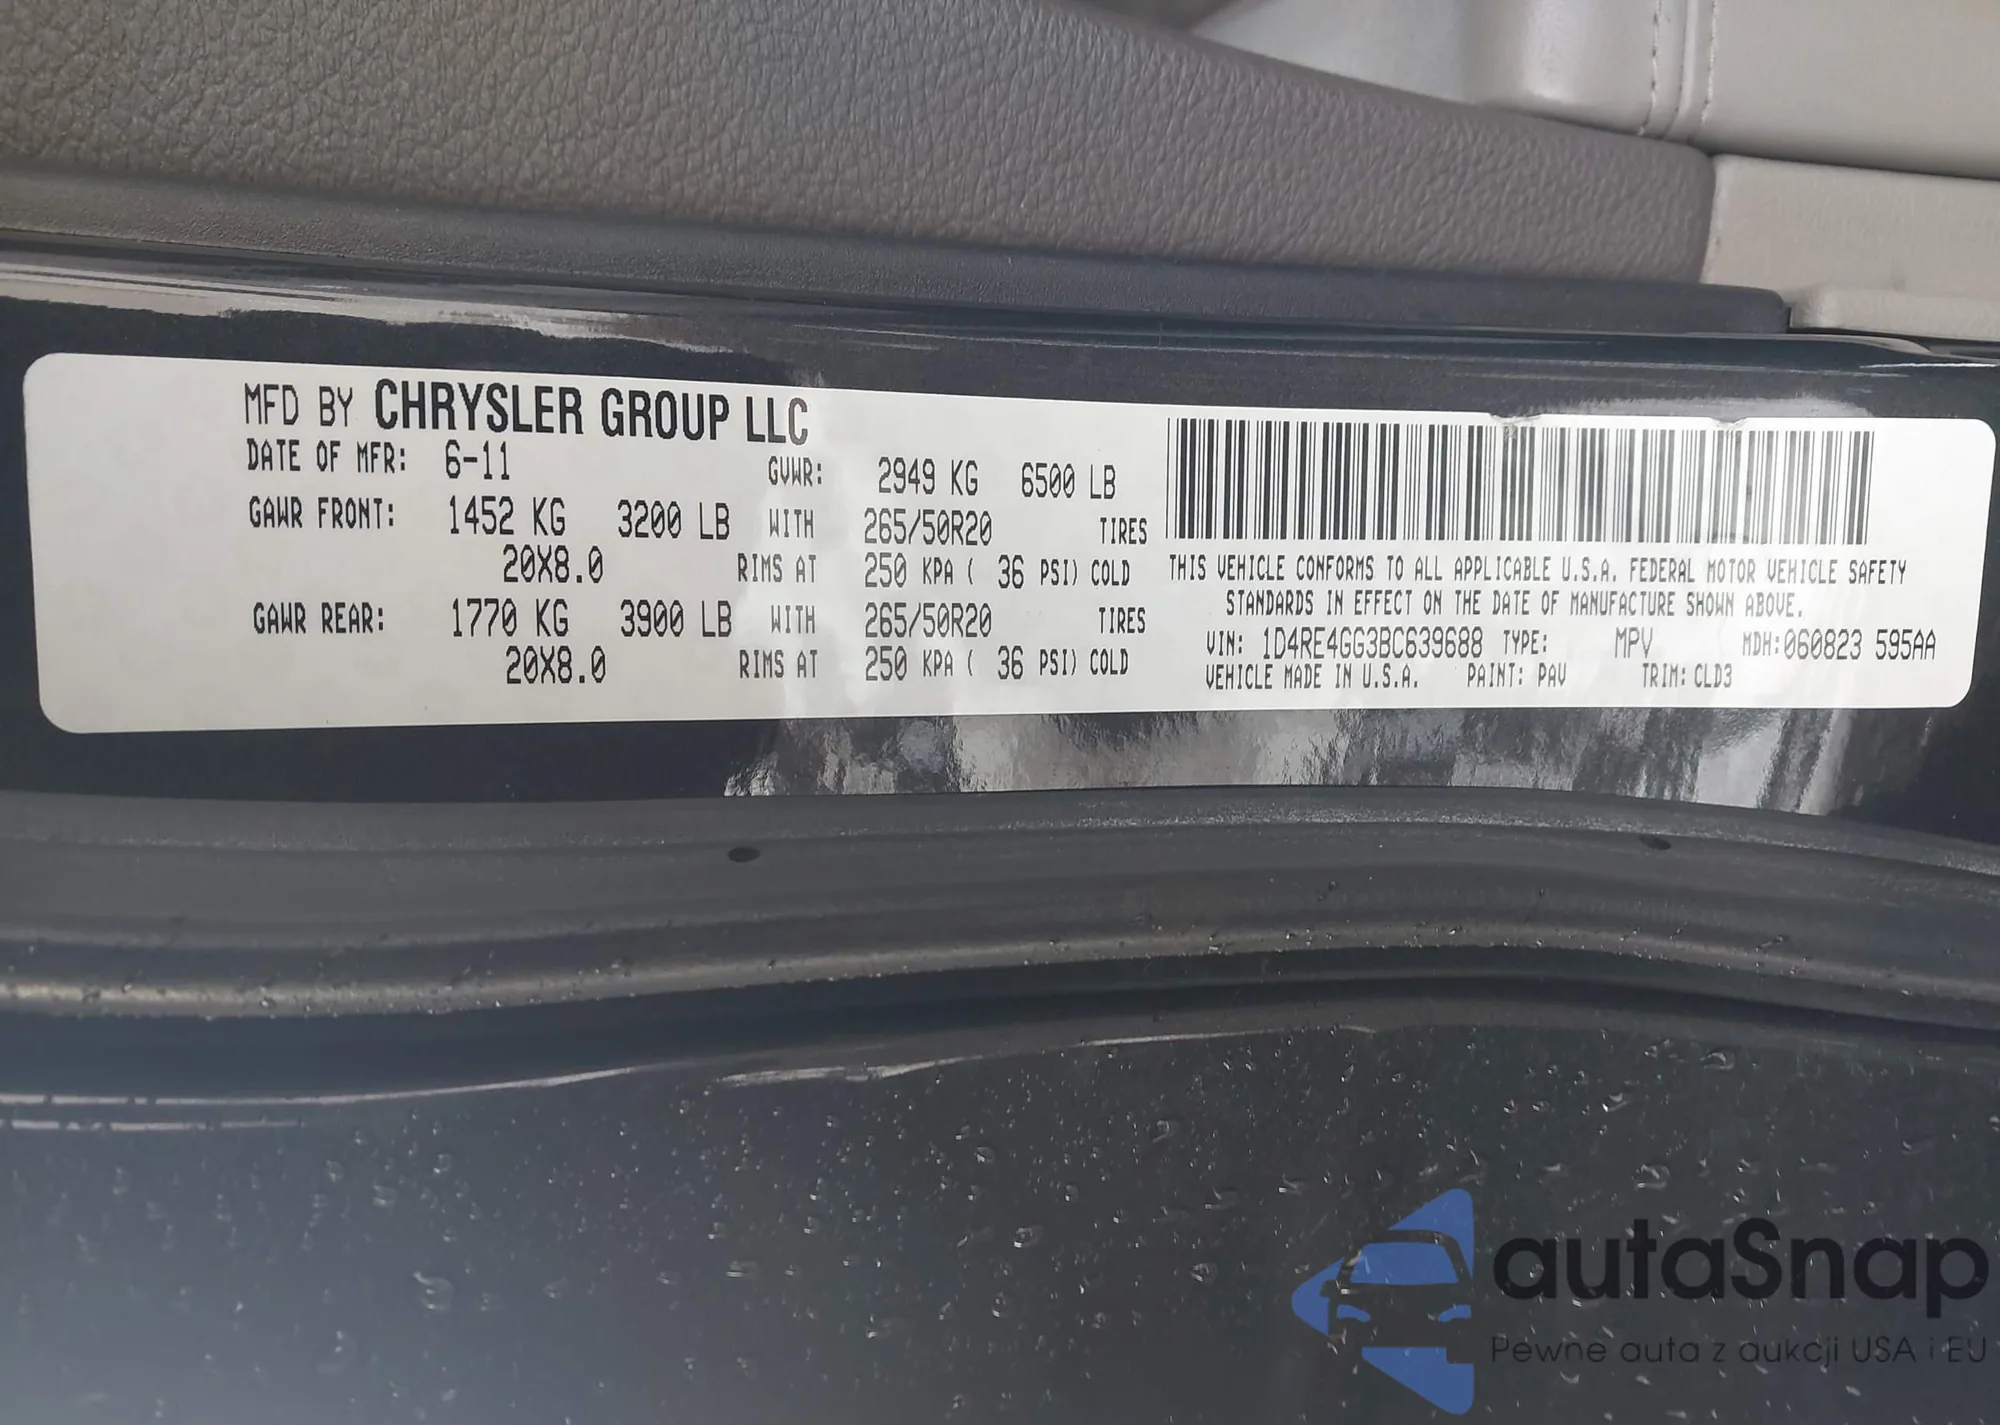 MFD BY CHRYSLER GROUP LLC
DATE OF MFR: 6-11 GVWR: 2949 KG 6500 LB
GAWR FRONT: 1452 KG 3200 LB WITH 265/50R20 TIRES
20X8.0 RIMS AT 250 KPA ( 36 PSI) COLD
GAWR REAR: 1770 KG 3900 LB WITH 265/50R20 TIRES
20X8.0 RIMS AT 250 KPA ( 36 PSI) COLD
THIS VEHICLE CONFORMS TO ALL APPLICABLE U.S.A. FEDERAL MOTOR VEHICLE SAFETY
STANDARDS IN EFFECT ON THE DATE OF MANUFACTURE SHOWN ABOVE.
VIN: 1D4RE4GG3BC639688 TYPE: MPV MDH:060823 595AA
VEHICLE MADE IN U.S.A. PAINT: PAV TRIM: CLD3
autaSnap
Pewne auta z aukcji USA i EU